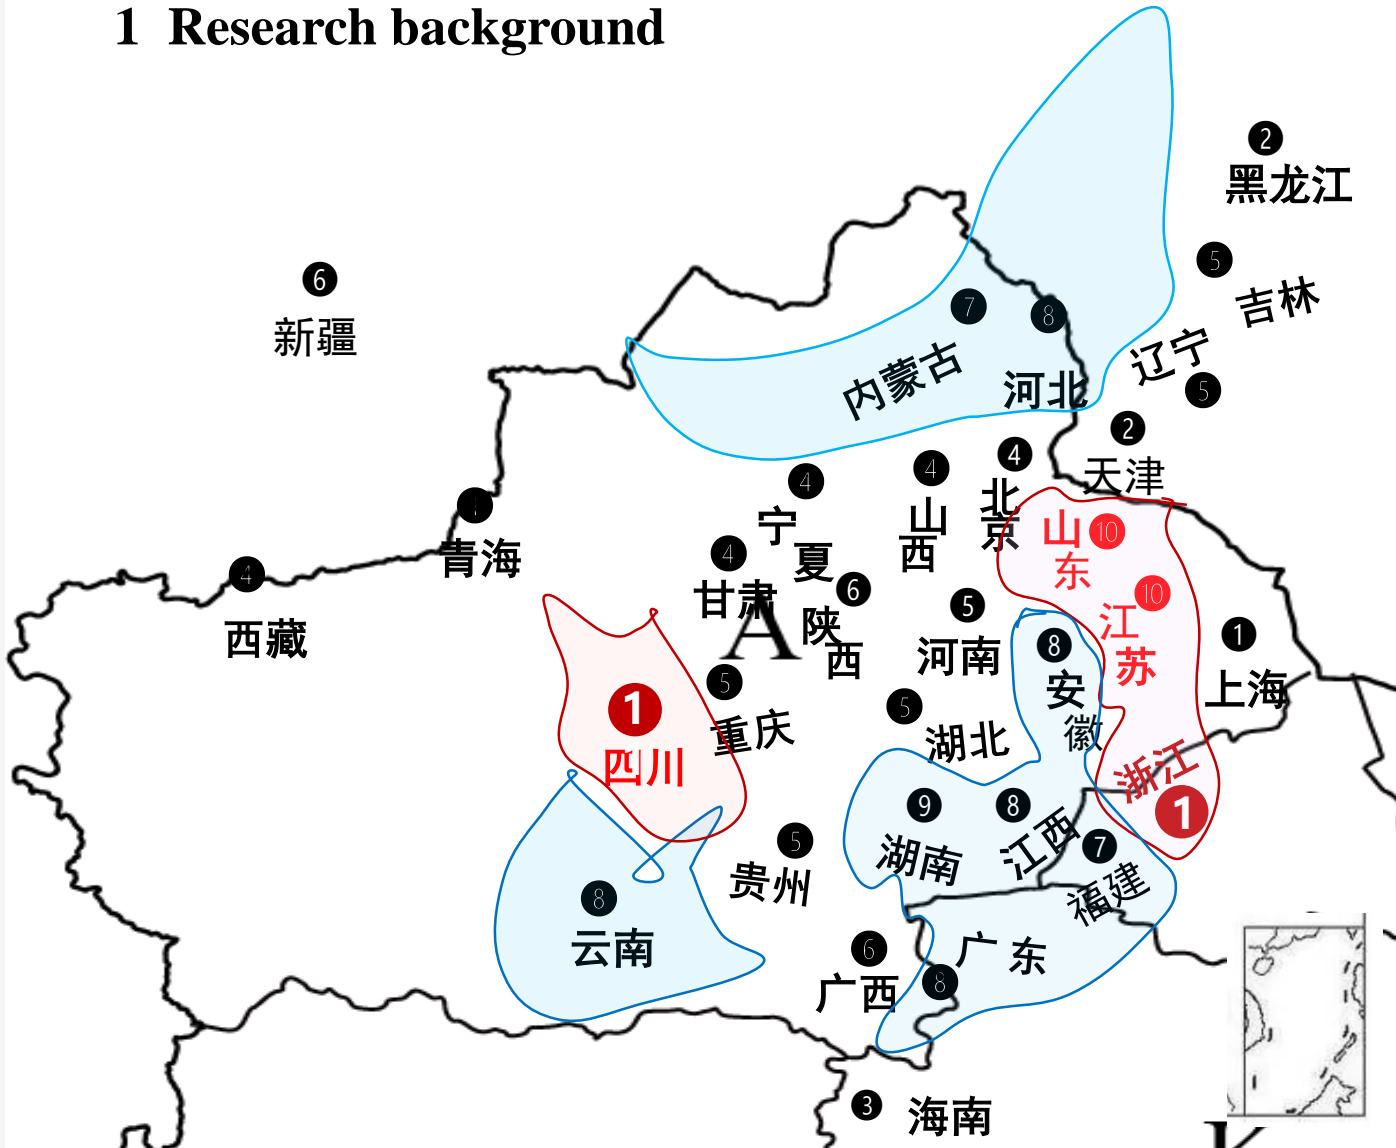 1 Research background
2
黑龙江
5
吉林
6
新疆
7
8
内蒙古
河北
辽宁
5
2
天津
4
宁夏
4
山西
4
北京
青海
4
西藏
4
甘肃
A
6
陕西
5
河南
山东
10
江苏
10
1
上海
8
安徽
1
四川
5
重庆
5
湖北
浙江
1
9
湖南
8
江西
7
福建
5
贵州
8
云南
6
广西
广东
8
3
海南